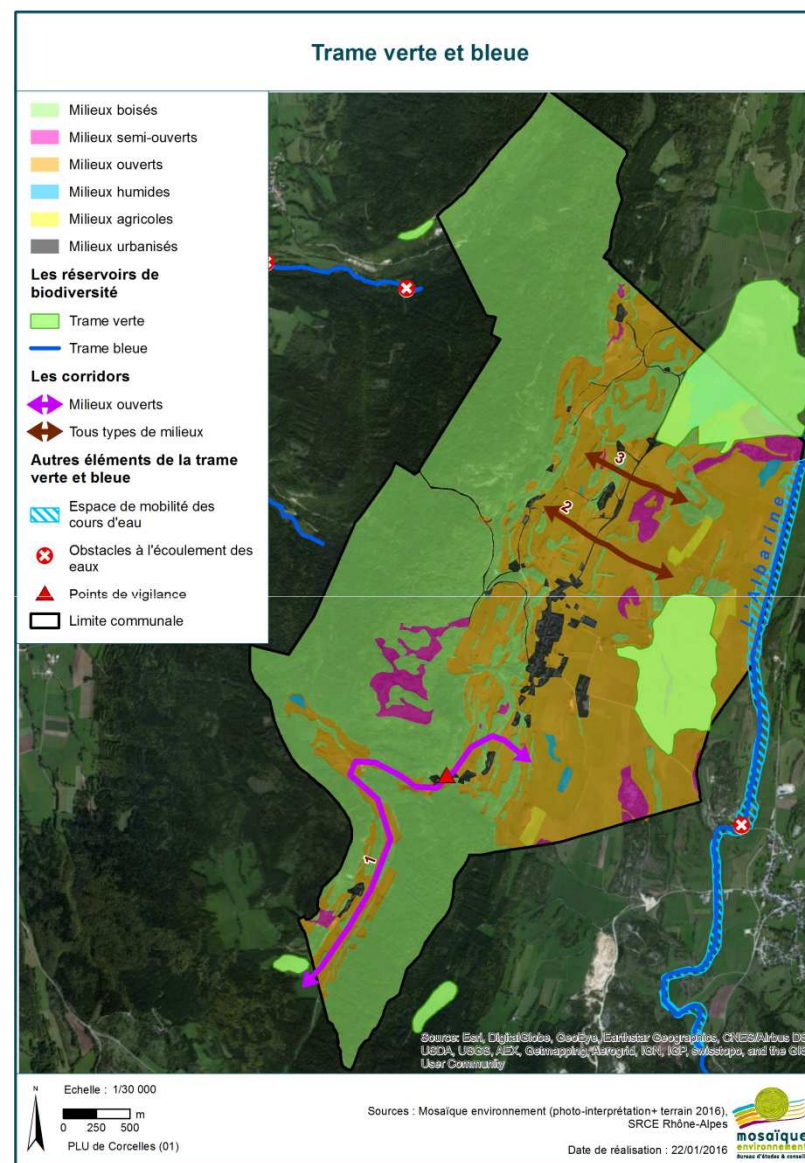 Trame verte et bleue
Milieux boisés
Milieux semi-ouverts
Milieux ouverts
Milieux humides
Milieux agricoles
Milieux urbanisés
Les réservoirs de
biodiversité
Trame verte
Trame bleue
Les corridors
Milieux ouverts
Tous types de milieux
Autres éléments de la trame
verte et bleue
Espace de mobilité des
cours d'eau
Obstacles à l'écoulement des
eaux
Points de vigilance
Limite communale
3
2
L'Albarine
1
Source: Esri, DigitalGlobe, GeoEye, Earthstar Geographics, CNES/Airbus DS
USDA, USGS, AEX, Getmapping, Aerogrid, IGN, IGP, swisstopo, and the GIS
User Community
N
Echelle : 1/30 000
0 250 500 m
PLU de Corcelles (01)
Sources : Mosaïque environnement (photo-interprétation+ terrain 2016),
SRCE Rhône-Alpes
Date de réalisation : 22/01/2016
mosaïque
environnement
Bureau d'études & conseil